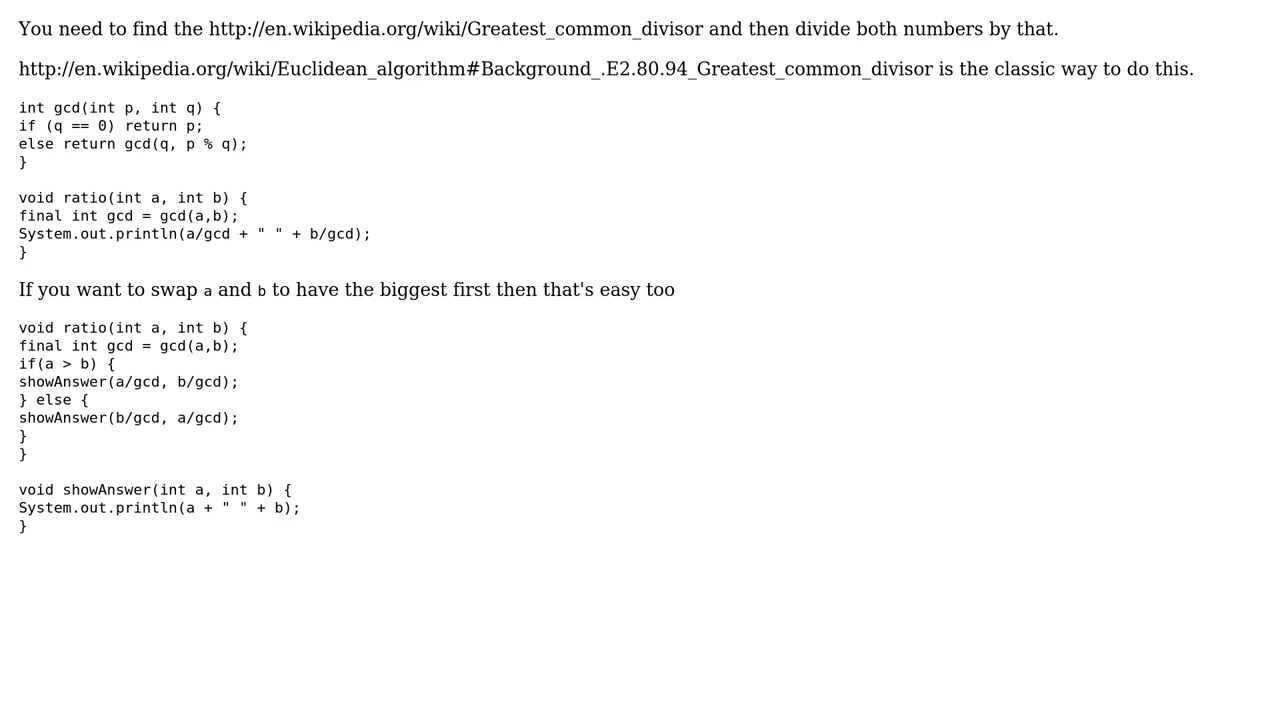 You need to find the http://en.wikipedia.org/wiki/Greatest_common_divisor and then divide both numbers by that.
http://en.wikipedia.org/wiki/Euclidean_algorithm#Background_.E2.80.94_Greatest_common_divisor is the classic way to do this.
int gcd(int p, int q) {
if (q == 0) return p;
else return gcd(q, p % q);
}
void ratio(int a, int b) {
final int gcd = gcd(a,b);
System.out.println(a/gcd + " " + b/gcd);
}
If you want to swap a and b to have the biggest first then that's easy too
void ratio(int a, int b) {
final int gcd = gcd(a,b);
if(a > b) {
showAnswer(a/gcd, b/gcd);
} else {
showAnswer(b/gcd, a/gcd);
}
}
void showAnswer(int a, int b) {
System.out.println(a + " " + b);
}